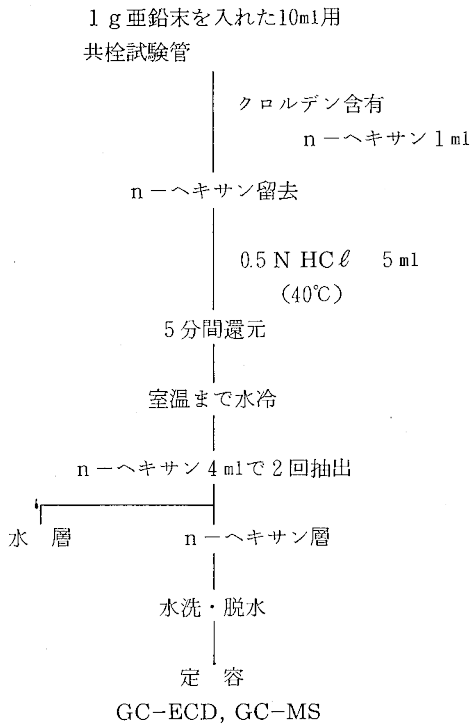 1g亜鉛末を入れた10ml用
共栓試験管
クロルデン含有
n-ヘキサン1ml
n-ヘキサン留去
0.5 N HCℓ 5ml
(40℃)
5分間還元
室温まで水冷
n-ヘキサン4mlで2回抽出
水 層 n-ヘキサン層
水洗・脱水
定 容
GC-ECD, GC-MS